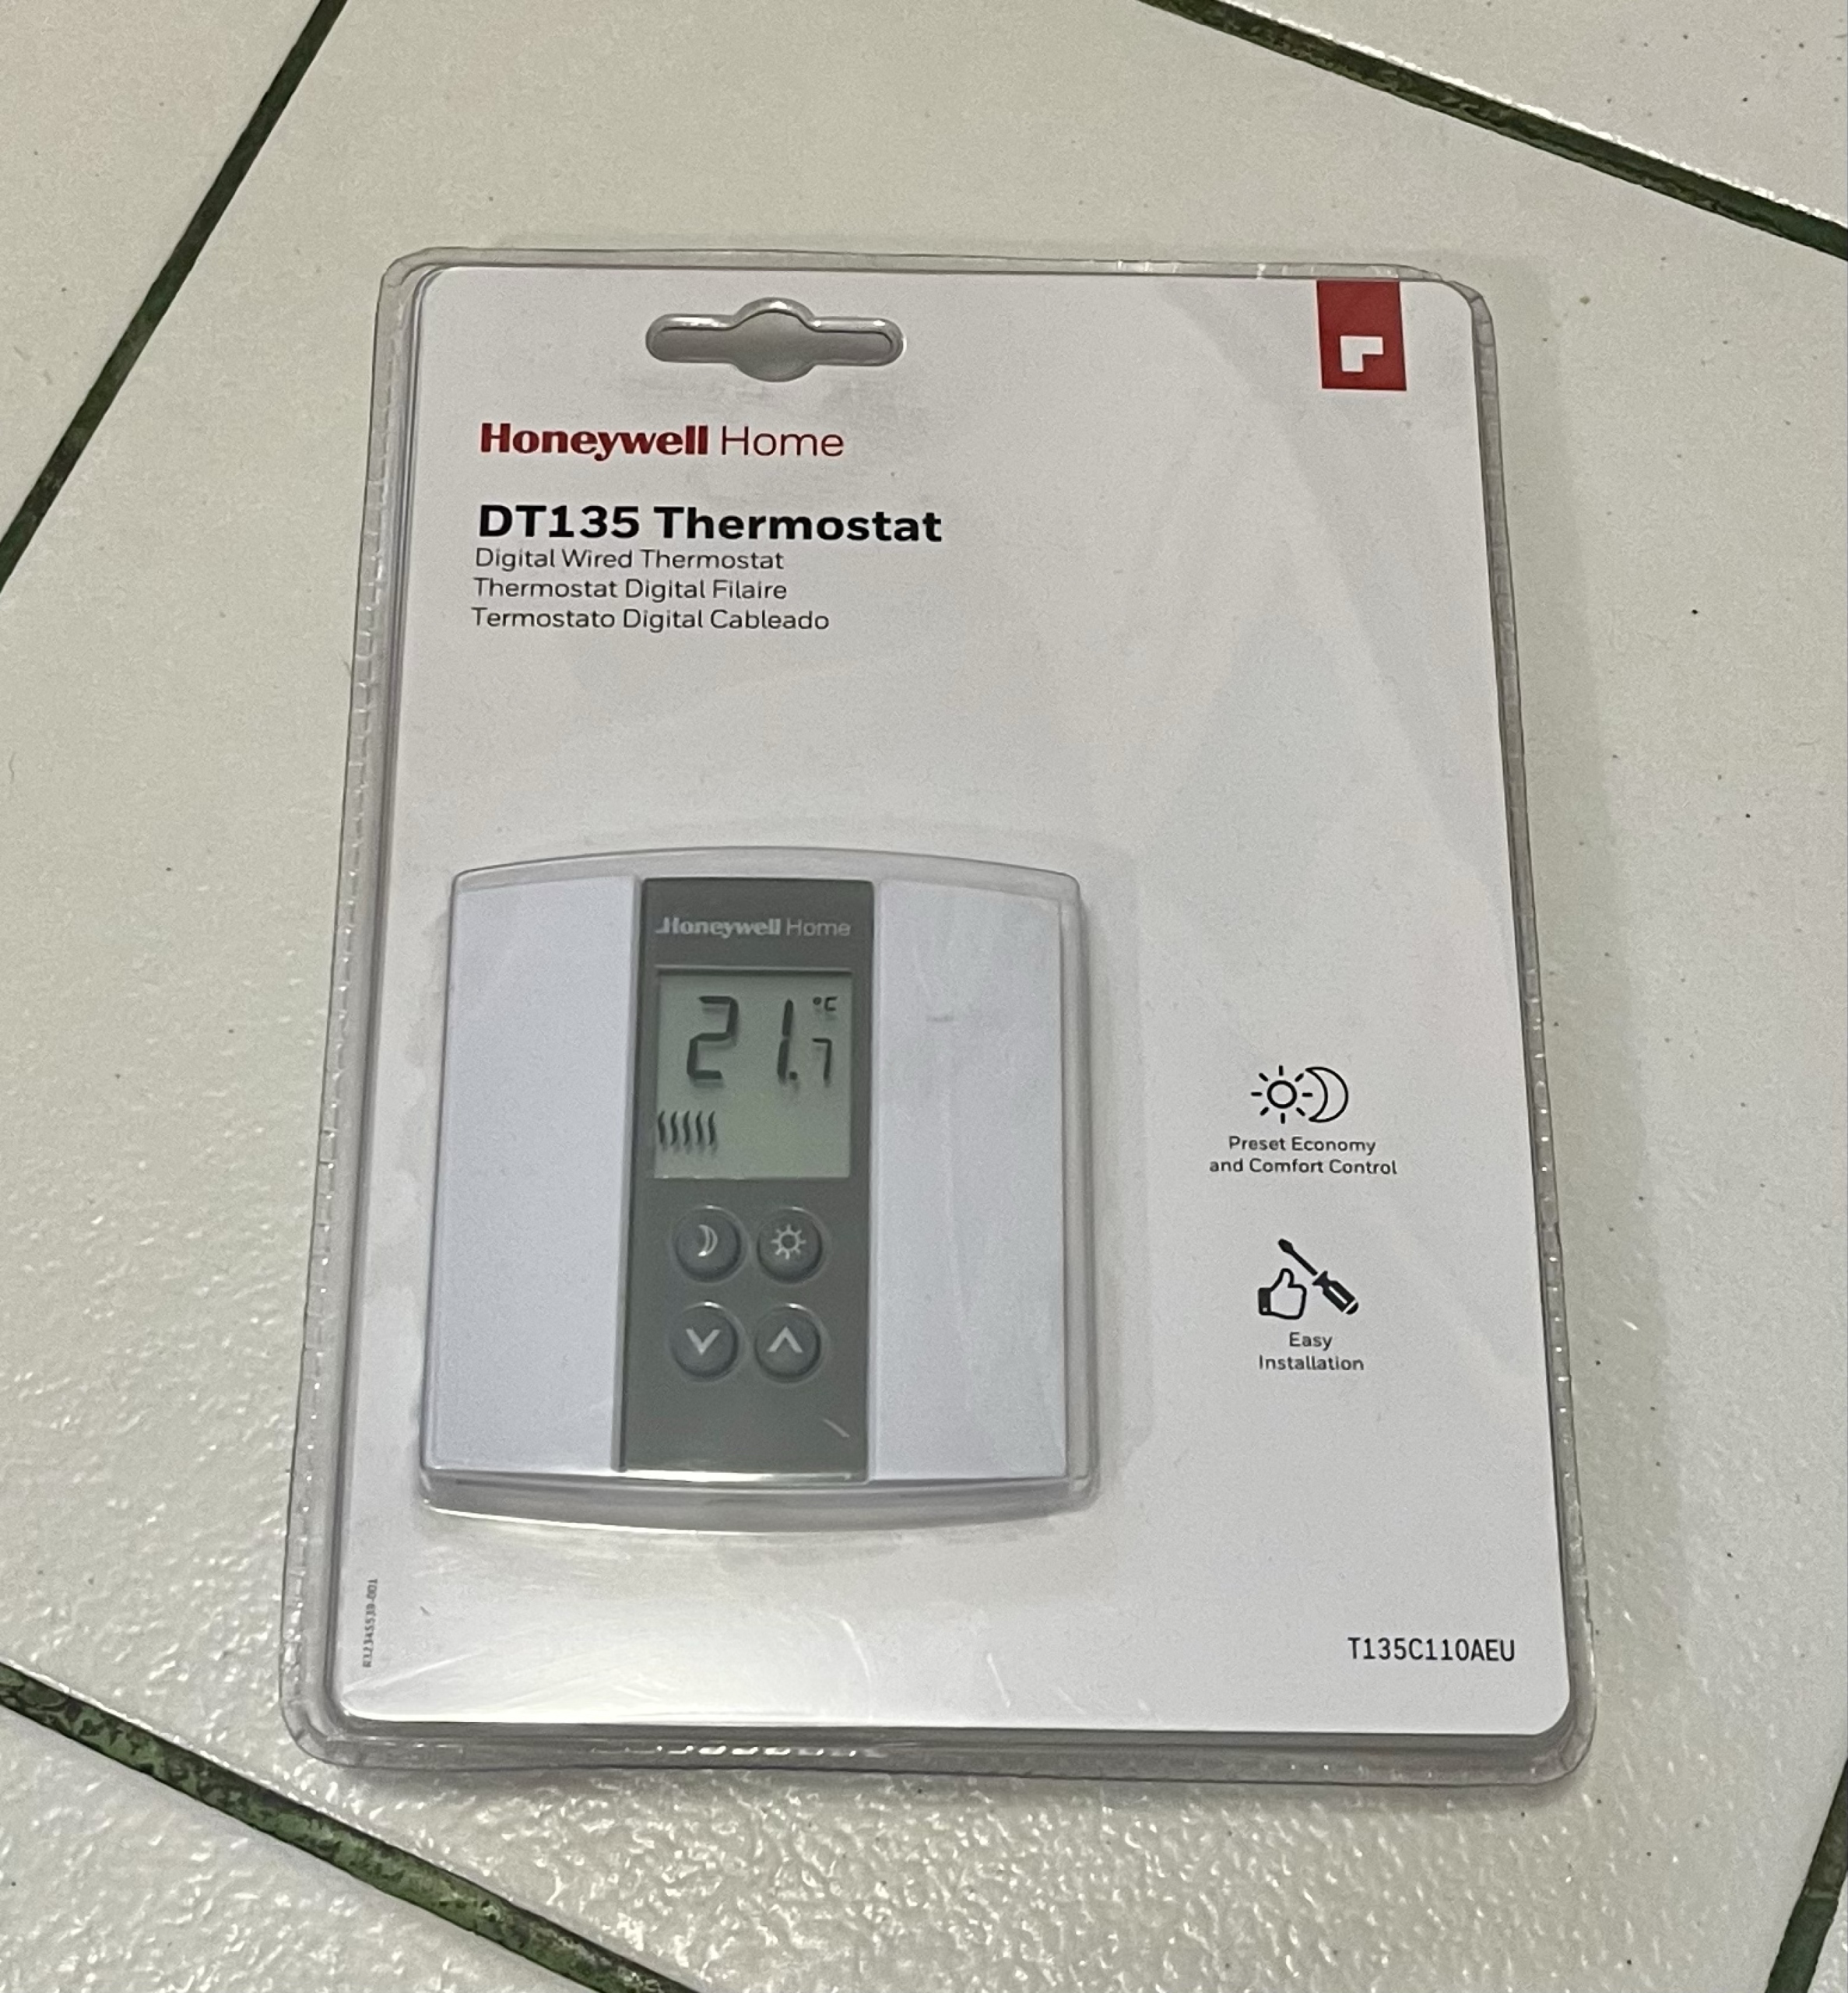 Honeywell Home
DT135 Thermostat
Digital Wired Thermostat
Thermostat Digital Filaire
Termostato Digital Cableado
Honeywell Home
21.7 °C
Preset Economy
and Comfort Control
Easy
Installation
T135C110AEU